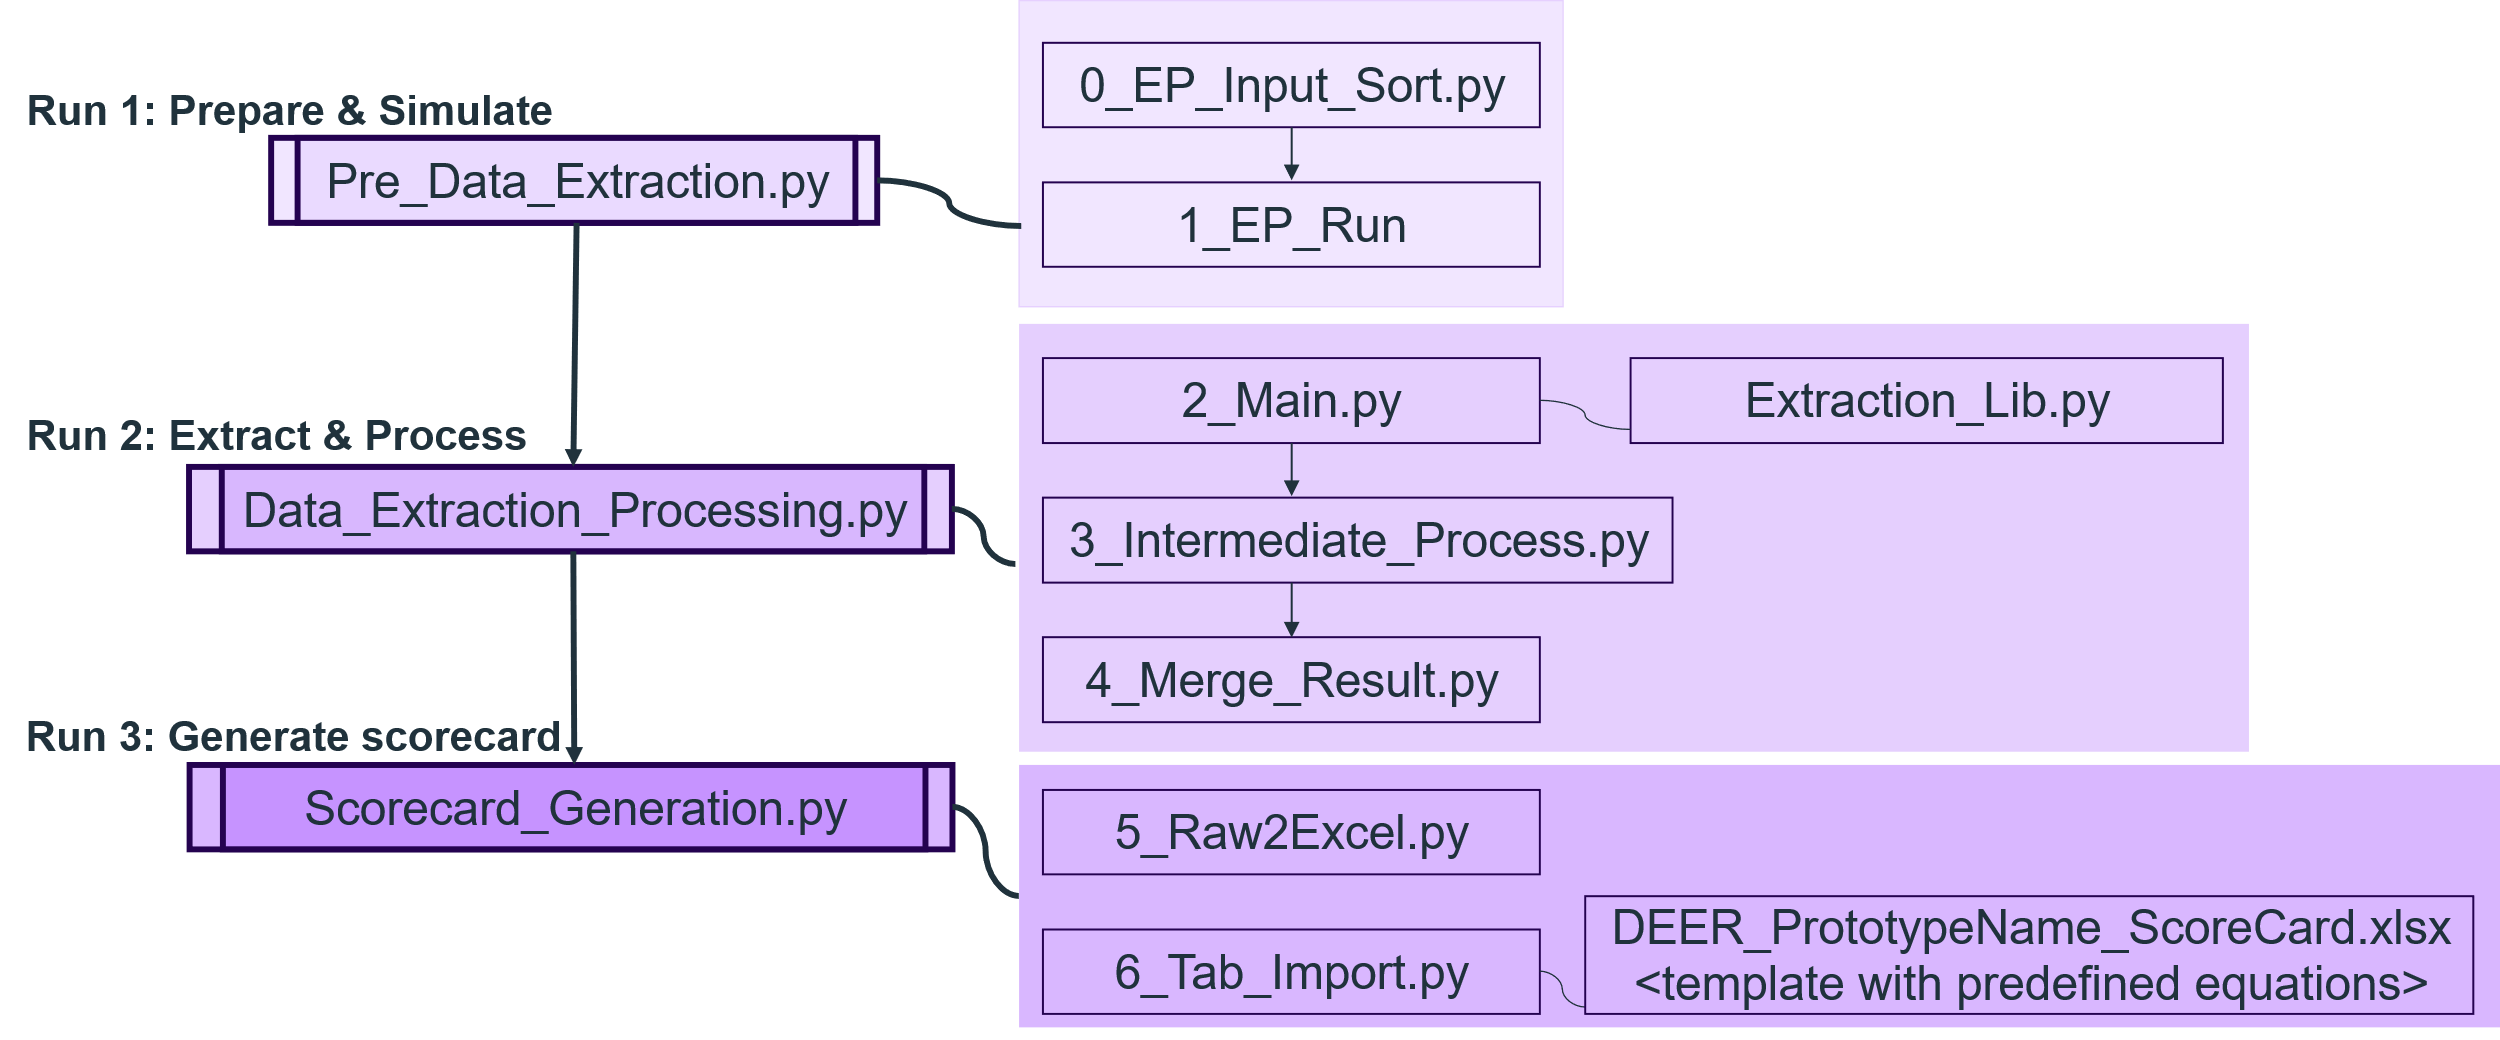 Run 1: Prepare & Simulate
Pre_Data_Extraction.py
0_EP_Input_Sort.py
1_EP_Run
Run 2: Extract & Process
Data_Extraction_Processing.py
2_Main.py
Extraction_Lib.py
3_Intermediate_Process.py
4_Merge_Result.py
Run 3: Generate scorecard
Scorecard_Generation.py
5_Raw2Excel.py
6_Tab_Import.py
DEER_PrototypeName_ScoreCard.xlsx
<template with predefined equations>